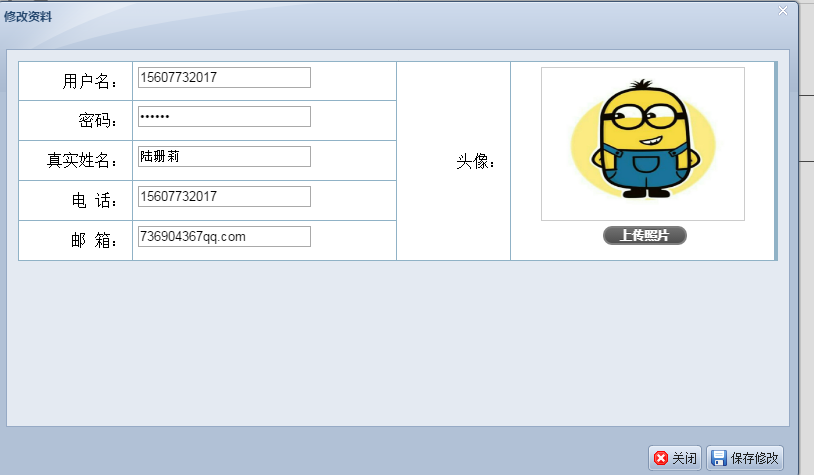 修改资料
用户名： 15607732017
密码： ••••••
真实姓名： 陆珊莉
电 话： 15607732017
邮 箱： 736904367qq.com
头像：
上传照片
关闭 保存修改